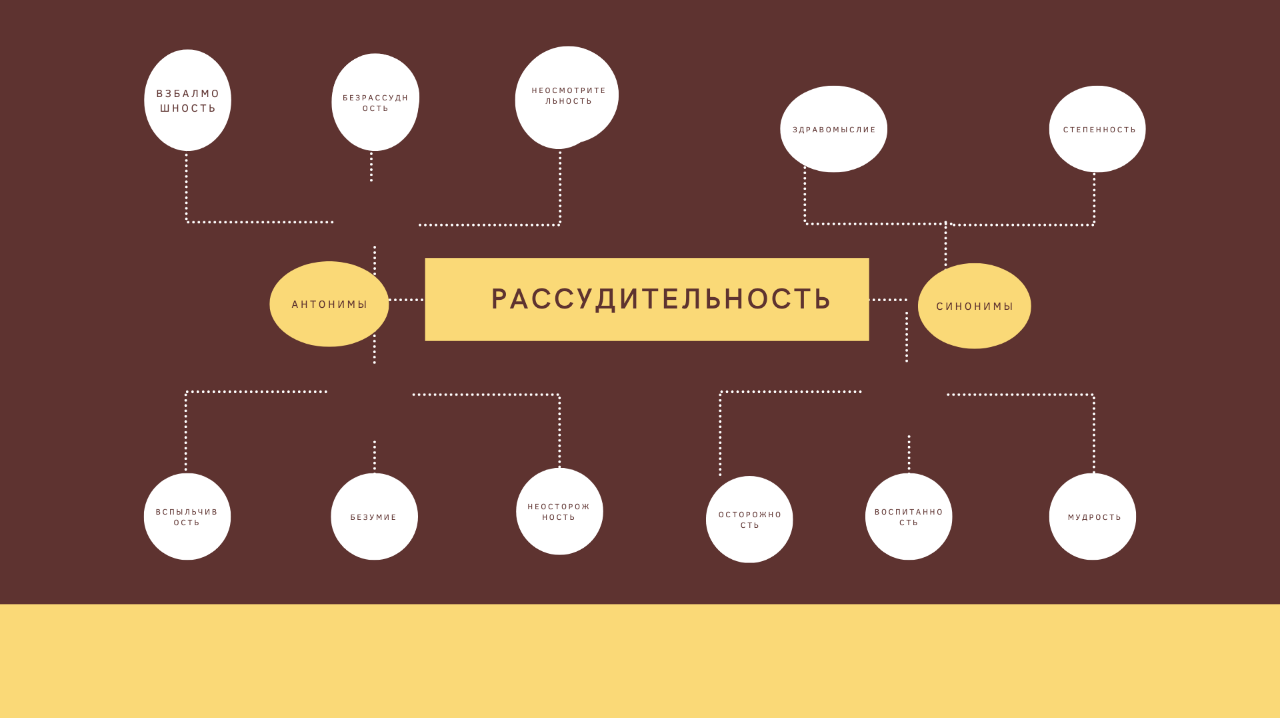 ВЗБАЛМО
ШНОСТЬ
БЕЗРАССУДН
ОСТЬ
НЕОСМОТРИТЕ
ЛЬНОСТЬ
ЗДРАВОМЫСЛИЕ
СТЕПЕННОСТЬ
АНТОНИМЫ
РАССУДИТЕЛЬНОСТЬ
СИНОНИМЫ
ВСПЫЛЬЧИВ
ОСТЬ
БЕЗУМИЕ
НЕОСТОРОЖ
НОСТЬ
ОСТОРОЖНО
СТЬ
ВОСПИТАННО
СТЬ
МУДРОСТЬ